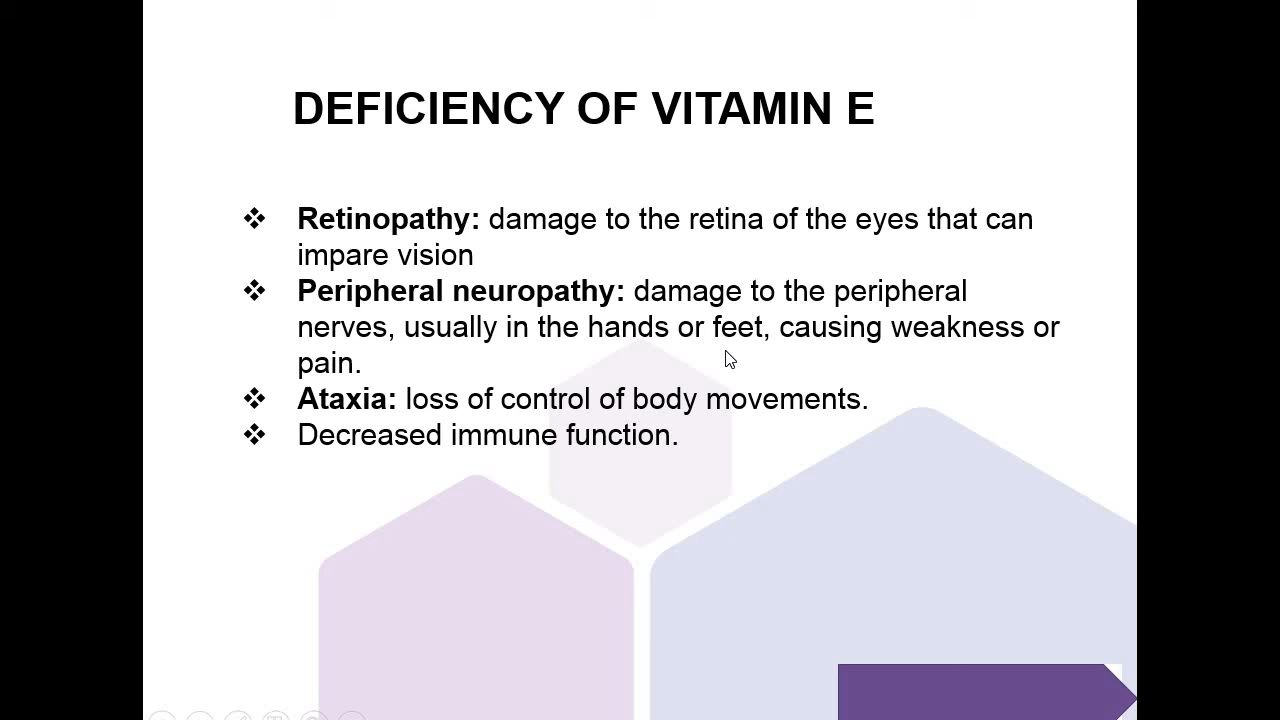 DEFICIENCY OF VITAMIN E
❖ Retinopathy: damage to the retina of the eyes that can
impare vision
❖ Peripheral neuropathy: damage to the peripheral
nerves, usually in the hands or feet, causing weakness or
pain.
❖ Ataxia: loss of control of body movements.
❖ Decreased immune function.